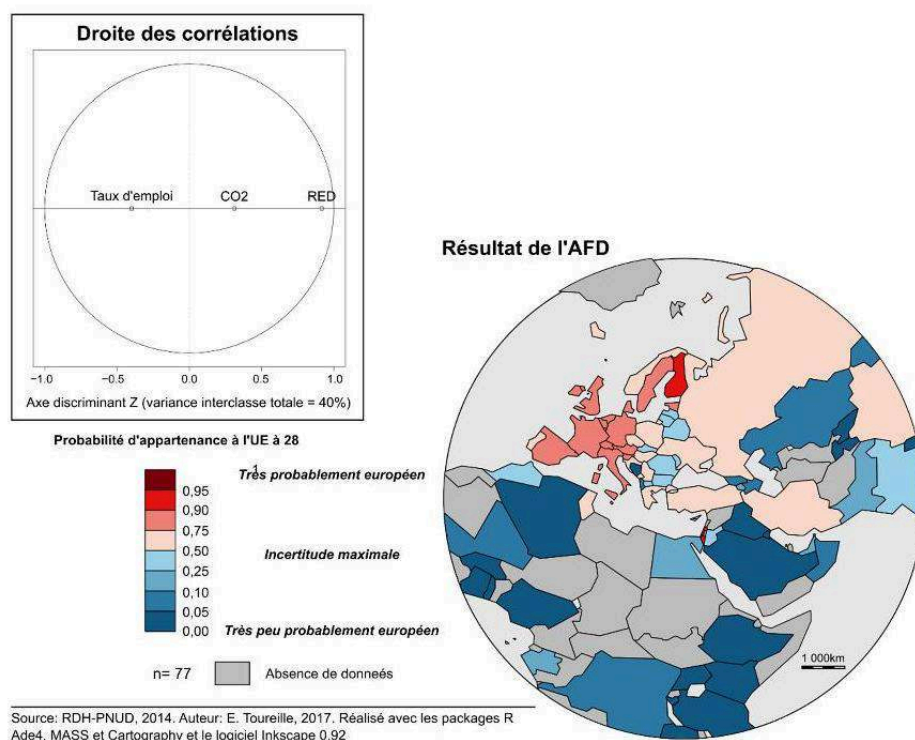 Droite des corrélations
Taux d'emploi CO2 RED
−1.0 −0.5 0.0 0.5 1.0
Axe discriminant Z (variance interclasse totale = 40%)
Probabilité d'appartenance à l'UE à 28
1
Très probablement européen
0,95
0,90
0,75
0,50
Incertitude maximale
0,25
0,10
0,05
0,00
Très peu probablement européen
n= 77 Absence de donneés
Résultat de l'AFD
1 000km
Source: RDH-PNUD, 2014. Auteur: E. Toureille, 2017. Réalisé avec les packages R
Ade4, MASS et Cartography et le logiciel Inkscape 0.92